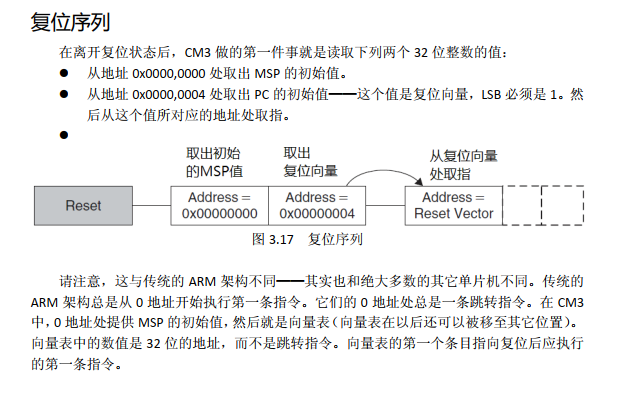 复位序列
在离开复位状态后，CM3 做的第一件事就是读取下列两个 32 位整数的值：
● 从地址 0x0000,0000 处取出 MSP 的初始值。
● 从地址 0x0000,0004 处取出 PC 的初始值——这个值是复位向量，LSB 必须是 1。然
后从这个值所对应的地址处取指。
●
取出初始
的MSP值
取出
复位向量
从复位向量
处取指
Reset
Address =
0x00000000
Address =
0x00000004
Address =
Reset Vector
图 3.17 复位序列
请注意，这与传统的 ARM 架构不同——其实也和绝大多数的其它单片机不同。传统的
ARM 架构总是从 0 地址开始执行第一条指令。它们的 0 地址处总是一条跳转指令。在 CM3
中，0 地址处提供 MSP 的初始值，然后就是向量表（向量表在以后还可以被移至其它位置）。
向量表中的数值是 32 位的地址，而不是跳转指令。向量表的第一个条目指向复位后应执行
的第一条指令。